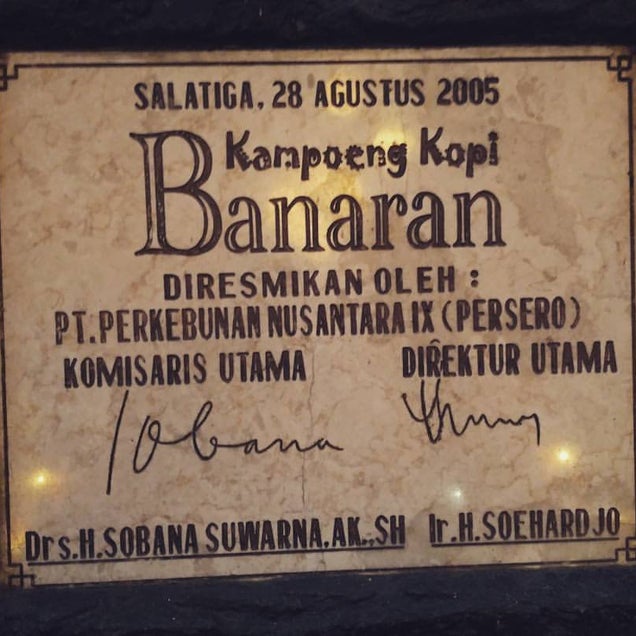 SALATIGA, 28 AGUSTUS 2005
Kampoeng Kopi
Banaran
DIRESMIKAN OLEH :
PT.PERKEBUNAN NUSANTARA IX (PERSERO)
KOMISARIS UTAMA DIREKTUR UTAMA
Sobana
Drs.H.SOBANA SUWARNA.AK.,SH Ir.H.SOEHARDJO